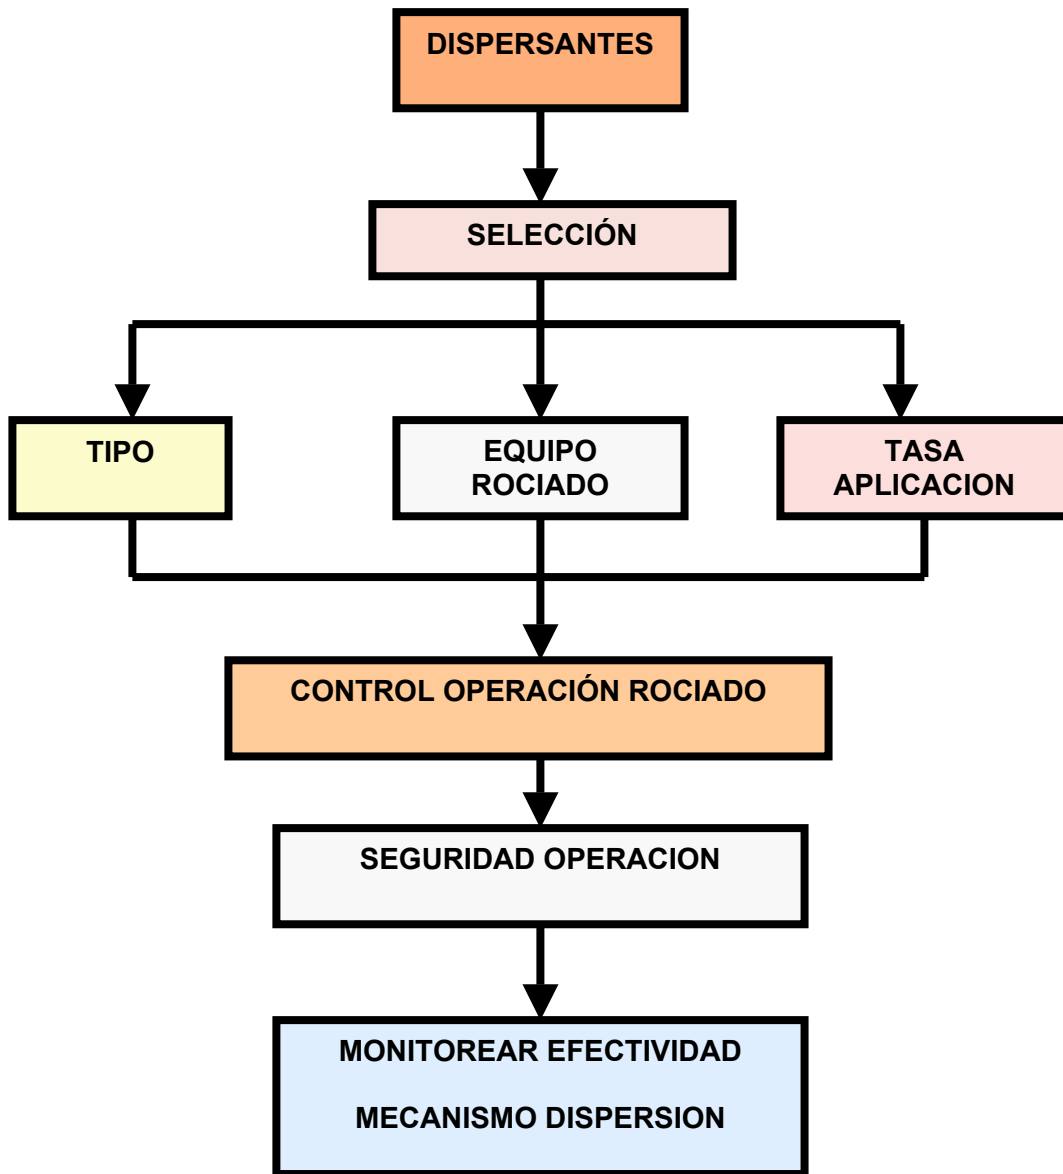 DISPERSANTES
SELECCIÓN
TIPO
EQUIPO
ROCIADO
TASA
APLICACION
CONTROL OPERACIÓN ROCIADO
SEGURIDAD OPERACION
MONITOREAR EFECTIVIDAD
MECANISMO DISPERSION